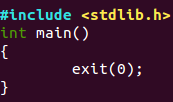 #include <stdlib.h>
int main()
{
        exit(0);
}